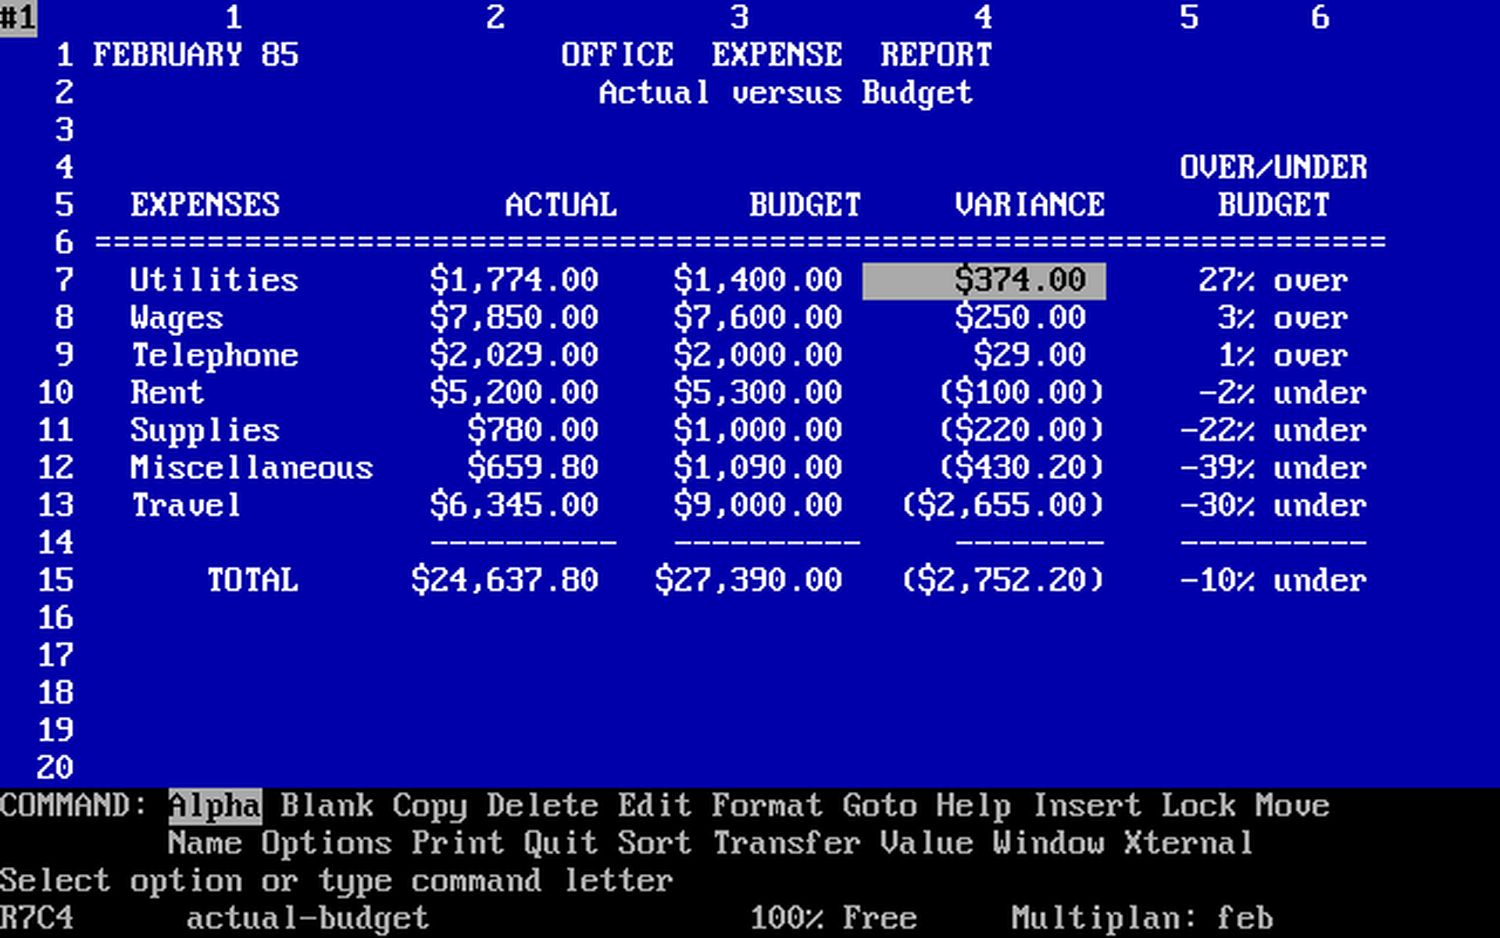 #1 1 2 3 4 5 6
1 FEBRUARY 85 OFFICE EXPENSE REPORT
2 Actual versus Budget
3
4 OVER/UNDER
5 EXPENSES ACTUAL BUDGET VARIANCE BUDGET
6 =====================================================================
7 Utilities $1,774.00 $1,400.00 $374.00 27% over
8 Wages $7,850.00 $7,600.00 $250.00 3% over
9 Telephone $2,029.00 $2,000.00 $29.00 1% over
10 Rent $5,200.00 $5,300.00 ($100.00) -2% under
11 Supplies $780.00 $1,000.00 ($220.00) -22% under
12 Miscellaneous $659.80 $1,090.00 ($430.20) -39% under
13 Travel $6,345.00 $9,000.00 ($2,655.00) -30% under
14 ---------- ---------- -------- ----------
15 TOTAL $24,637.80 $27,390.00 ($2,752.20) -10% under
16
17
18
19
20
COMMAND: Alpha Blank Copy Delete Edit Format Goto Help Insert Lock Move
Name Options Print Quit Sort Transfer Value Window Xternal
Select option or type command letter
R7C4 actual-budget 100% Free Multiplan: feb